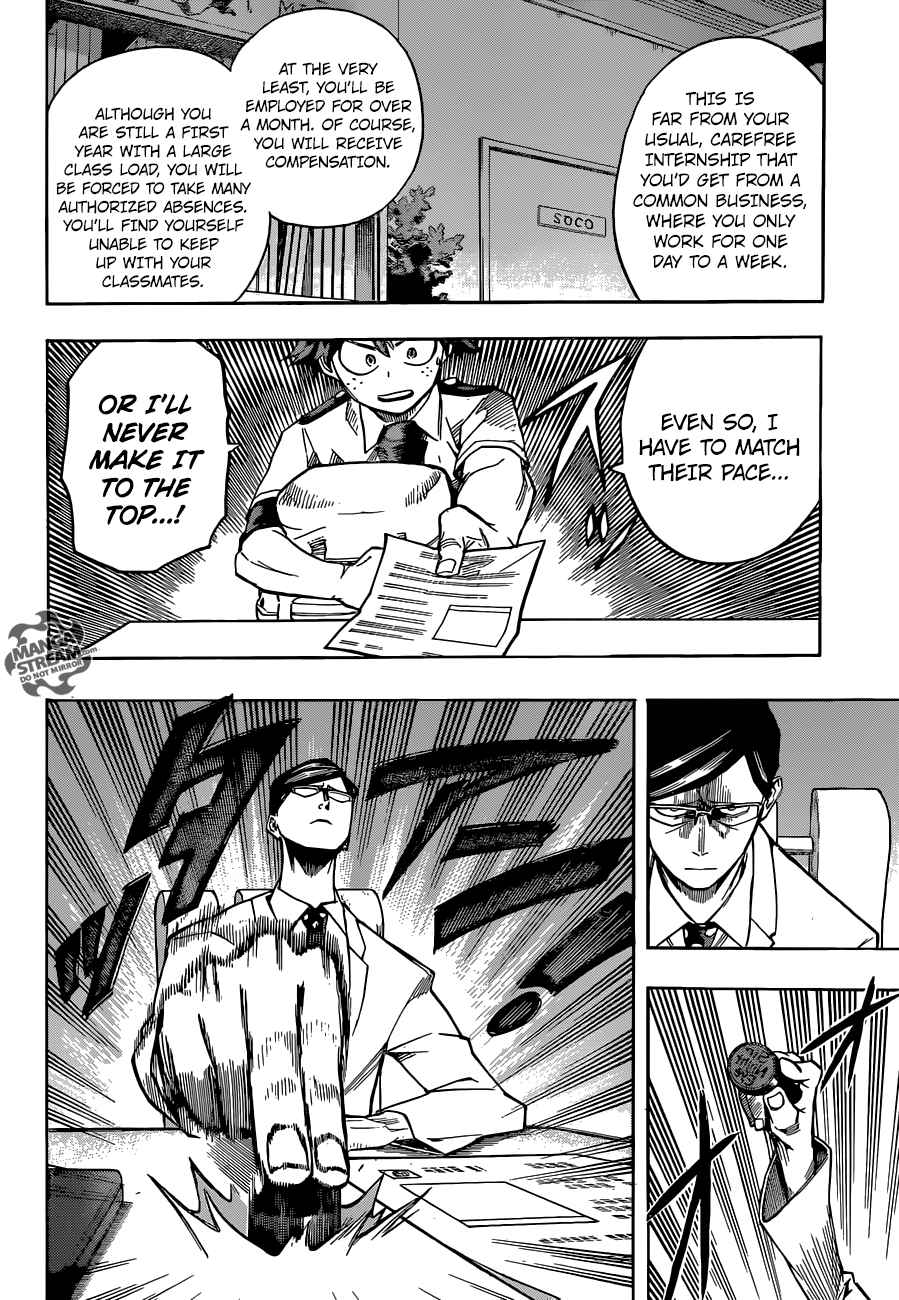 THIS IS
FAR FROM YOUR
USUAL, CAREFREE
INTERNSHIP THAT
YOU'D GET FROM A
COMMON BUSINESS,
WHERE YOU ONLY
WORK FOR ONE
DAY TO A WEEK.
AT THE VERY
LEAST, YOU'LL BE
EMPLOYED FOR OVER
A MONTH. OF COURSE,
YOU WILL RECEIVE
COMPENSATION.
ALTHOUGH YOU
ARE STILL A FIRST
YEAR WITH A LARGE
CLASS LOAD, YOU WILL
BE FORCED TO TAKE MANY
AUTHORIZED ABSENCES.
YOU'LL FIND YOURSELF
UNABLE TO KEEP
UP WITH YOUR
CLASSMATES.
SOCO
EVEN SO, I
HAVE TO MATCH
THEIR PACE...
OR I'LL
NEVER
MAKE IT
TO THE
TOP...!
MANGA
STREAM.com
DO NOT MIRROR